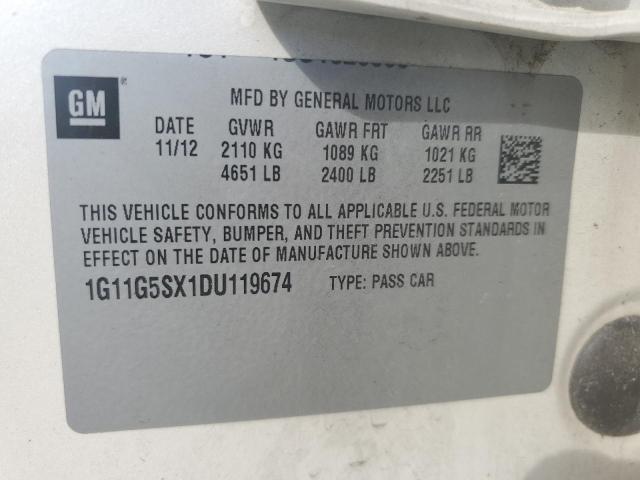 GM
MFD BY GENERAL MOTORS LLC
DATE GVWR GAWR FRT GAWR RR
11/12 2110 KG 1089 KG 1021 KG
4651 LB 2400 LB 2251 LB
THIS VEHICLE CONFORMS TO ALL APPLICABLE U.S. FEDERAL MOTOR
VEHICLE SAFETY, BUMPER, AND THEFT PREVENTION STANDARDS IN
EFFECT ON THE DATE OF MANUFACTURE SHOWN ABOVE.
1G11G5SX1DU119674 TYPE: PASS CAR